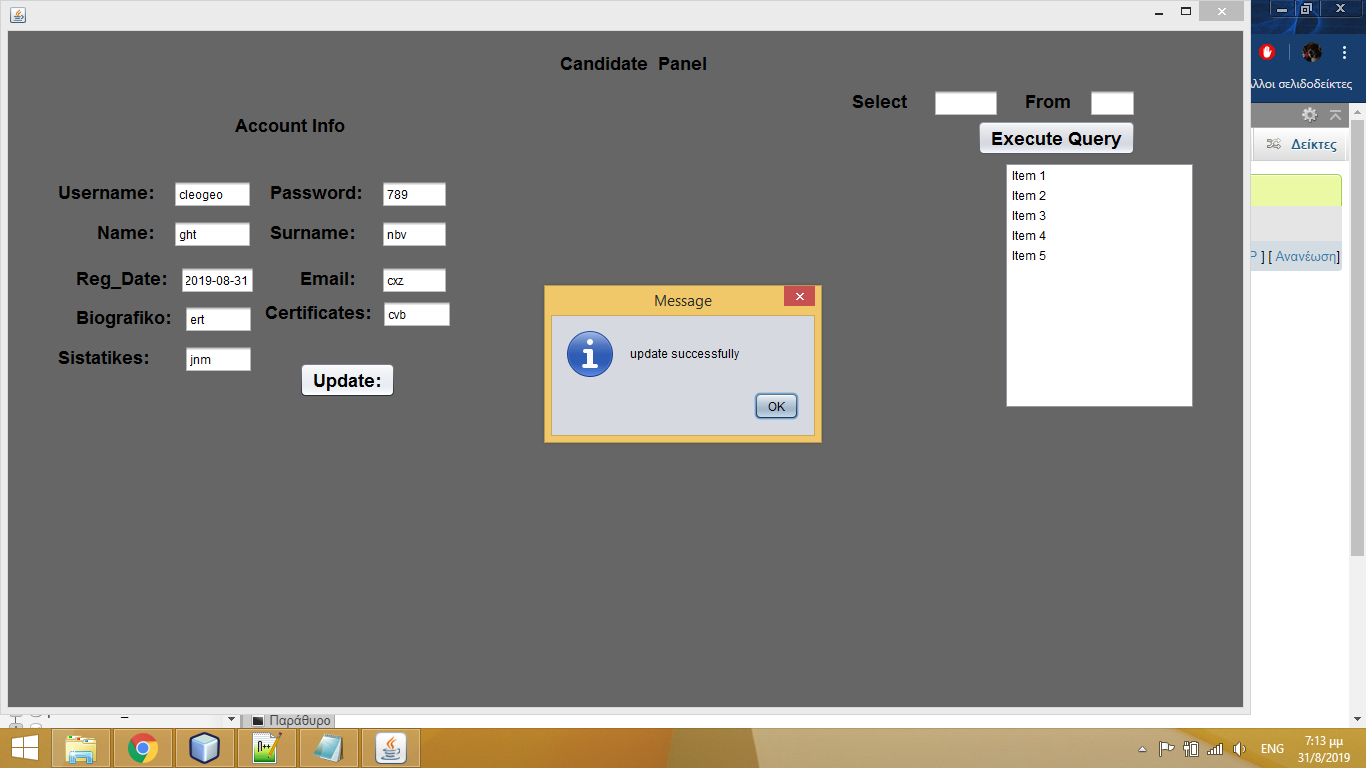 Candidate Panel
Select From
Άλλοι σελιδοδείκτες
Account Info
Execute Query
Δείκτες
Username: cleogeo Password: 789
Item 1
Item 2
Item 3
Item 4
Item 5
Name: ght Surname: nbv
P ] [ Ανανέωση]
Reg_Date: 2019-08-31 Email: cxz
Biografiko: ert Certificates: cvb
Sistatikes: jnm
Update:
Message
update successfully
OK
Παράθυρο
ENG
7:13 μμ
31/8/2019